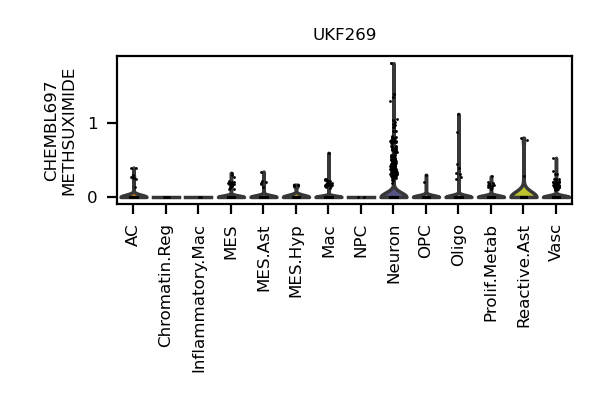 UKF269
CHEMBL697
METHSUXIMIDE
1
0
AC
Chromatin.Reg
Inflammatory.Mac
MES
MES.Ast
MES.Hyp
Mac
NPC
Neuron
OPC
Oligo
Prolif.Metab
Reactive.Ast
Vasc